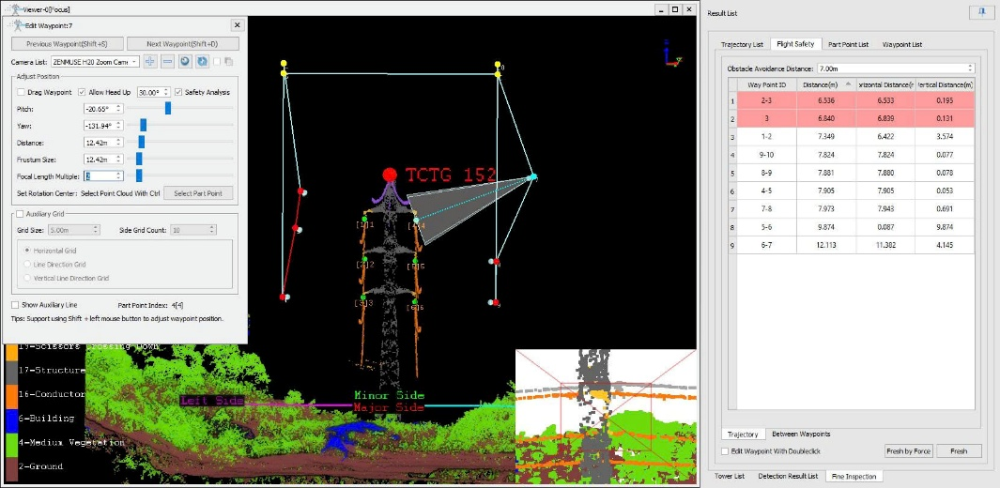 Viewer-0[Focus]
Edit Waypoint:7
Previous Waypoint(Shift+S)
Next Waypoint(Shift+D)
Camera List:
ZENMUSE H20 Zoom Came
Adjust Position
Drag Waypoint
Allow Head Up
30.00°
Safety Analysis
Pitch:
-20.65°
Yaw:
-131.94°
Distance:
12.42m
Frustum Size:
12.42m
Focal Length Multiple:
2
Set Rotation Center:
Select Point Cloud With Ctrl
Select Part Point
Auxiliary Grid
Grid Size:
5.00m
Side Grid Count:
10
Horizontal Grid
Line Direction Grid
Vertical Line Direction Grid
Show Auxiliary Line
Part Point Index:
4[4]
Tips: Support using Shift + left mouse button to adjust waypoint position.
19-Scissors Crossing Down
17-Structure
16-Conductor
6-Building
4-Medium Vegetation
2-Ground
TCTG 152
[1]1
[2]2
[5]5
[3]3
[6]6
Left Side
Minor Side
Major Side
Result List
Trajectory List
Flight Safety
Part Point List
Waypoint List
Obstacle Avoidance Distance:
7.00m
Way Point ID Distance(m) rizontal Distance(r /ertical Distance(m)
1 2-3 6.536 6.533 0.195
2 3 6.840 6.839 0.131
3 1-2 7.349 6.422 3.574
4 9-10 7.824 7.824 0.077
5 8-9 7.881 7.880 0.078
6 4-5 7.905 7.905 0.053
7 7-8 7.973 7.943 0.691
8 5-6 9.874 0.087 9.874
9 6-7 12.113 11.382 4.145
Trajectory
Between Waypoints
Edit Waypoint With Doubleclick
Fresh by Force
Fresh
Tower List
Detection Result List
Fine Inspection